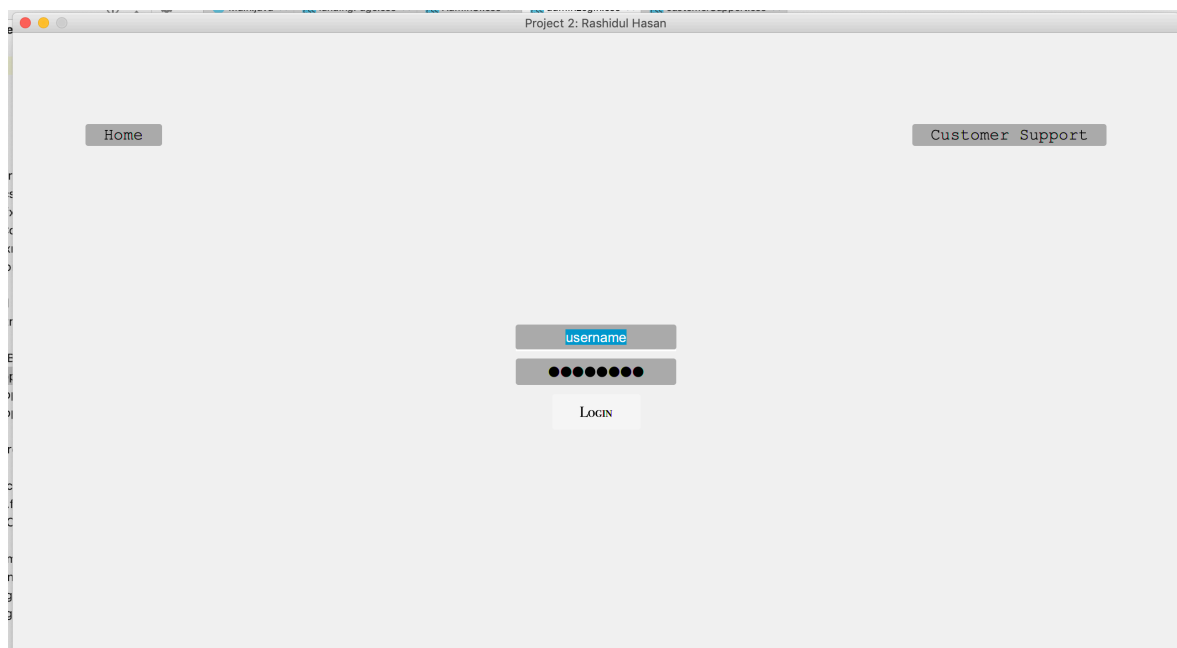 Project 2: Rashidul Hasan
Home
Customer Support
username
●●●●●●●●
Login